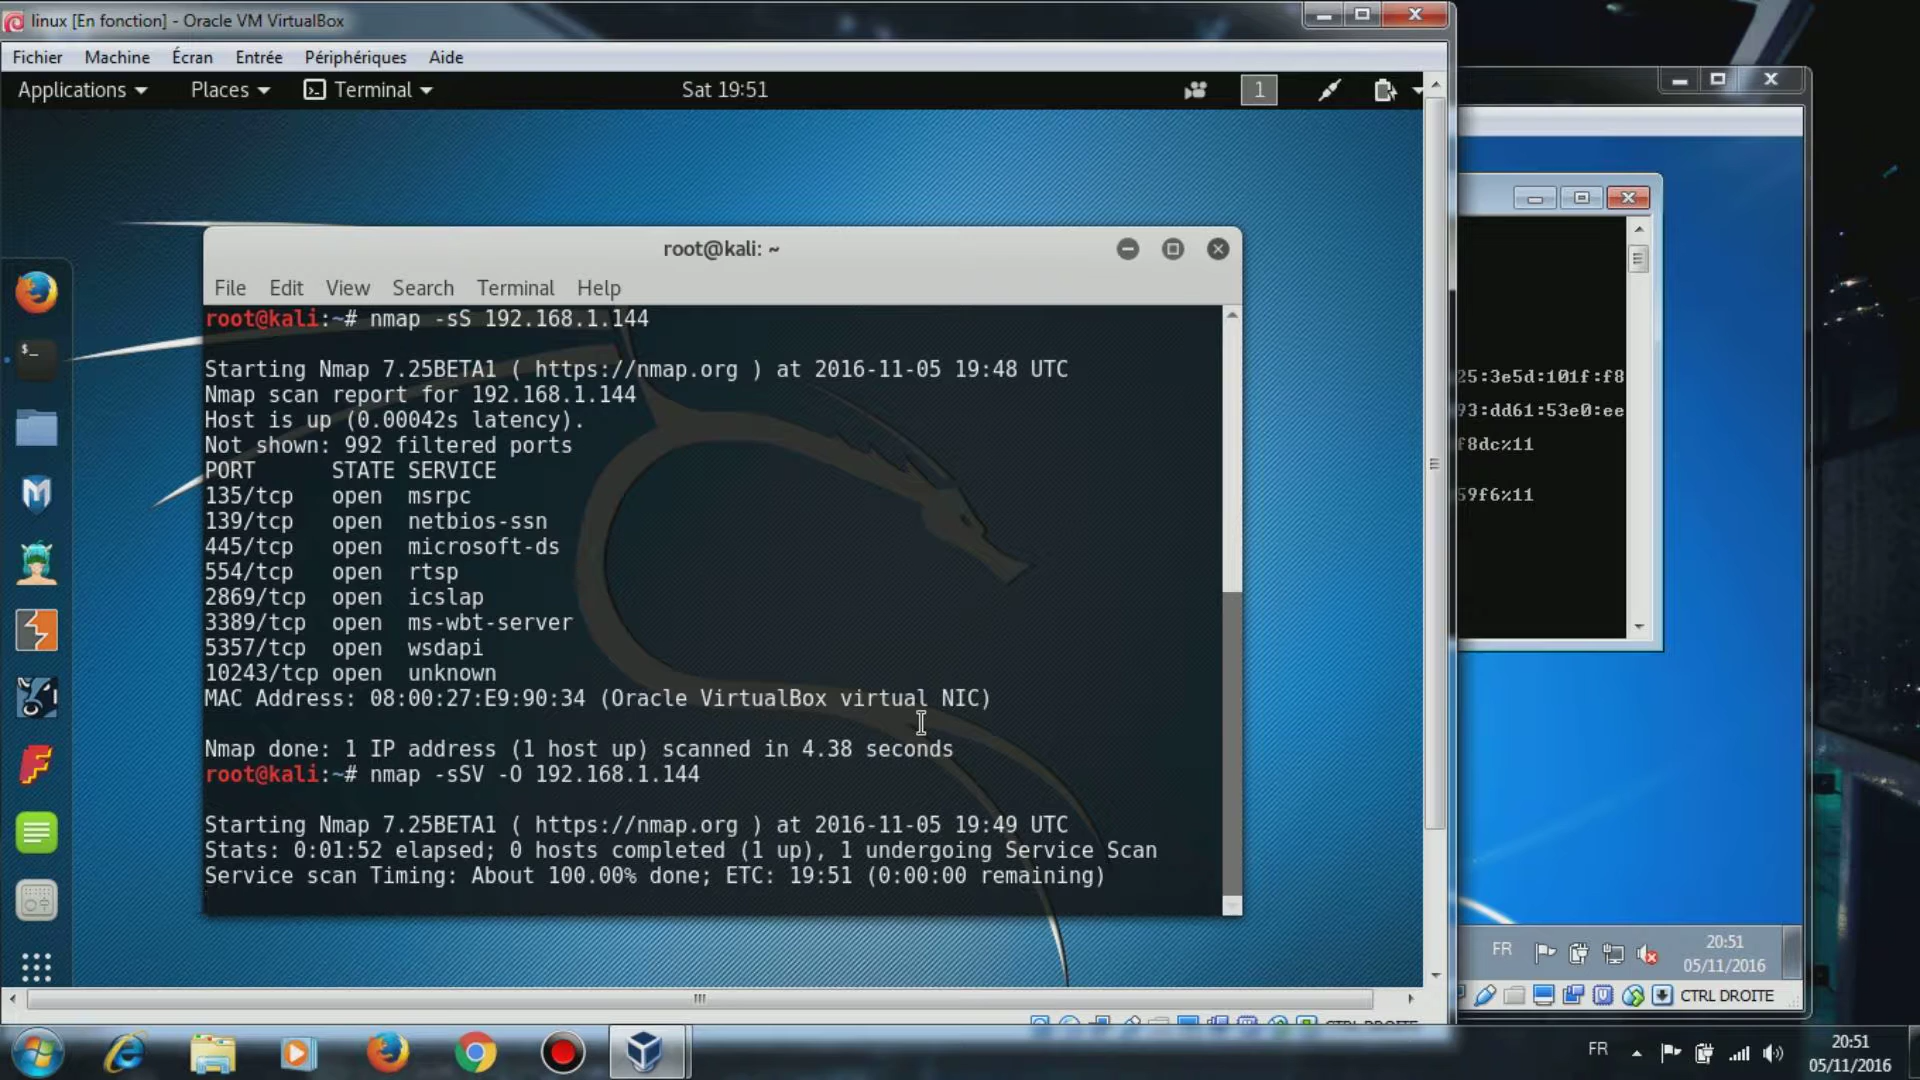 linux [En fonction] - Oracle VM VirtualBox
Fichier Machine Écran Entrée Périphériques Aide
Applications Places Terminal Sat 19:51 1
root@kali: ~
File Edit View Search Terminal Help
root@kali:~# nmap -sS 192.168.1.144
Starting Nmap 7.25BETA1 ( https://nmap.org ) at 2016-11-05 19:48 UTC
Nmap scan report for 192.168.1.144
Host is up (0.00042s latency).
Not shown: 992 filtered ports
PORT STATE SERVICE
135/tcp open msrpc
139/tcp open netbios-ssn
445/tcp open microsoft-ds
554/tcp open rtsp
2869/tcp open icslap
3389/tcp open ms-wbt-server
5357/tcp open wsdapi
10243/tcp open unknown
MAC Address: 08:00:27:E9:90:34 (Oracle VirtualBox virtual NIC)
Nmap done: 1 IP address (1 host up) scanned in 4.38 seconds
root@kali:~# nmap -sSV -O 192.168.1.144
Starting Nmap 7.25BETA1 ( https://nmap.org ) at 2016-11-05 19:49 UTC
Stats: 0:01:52 elapsed; 0 hosts completed (1 up), 1 undergoing Service Scan
Service scan Timing: About 100.00% done; ETC: 19:51 (0:00:00 remaining)
25:3e5d:101f:f8
93:dd61:53e0:ee
f8dc%11
59f6%11
FR 20:51
05/11/2016
CTRL DROITE
CTRL DROITE
FR 20:51
05/11/2016